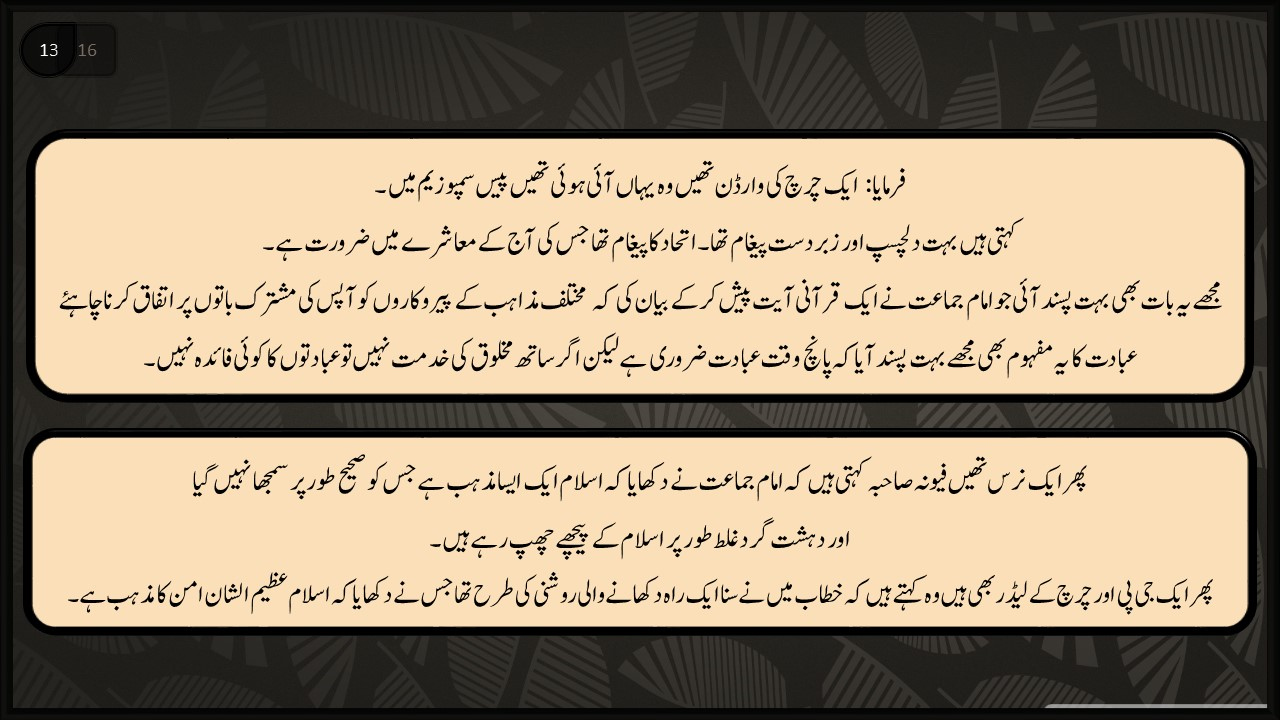 13 16
فرمایا: ایک چرچ کی وارڈن تھیں وہ یہاں آئی ہوئی تھیں پیس سمپوزیم میں۔
کہتی ہیں بہت دلچسپ اور زبردست پیغام تھا۔ اتحاد کا پیغام تھا جس کی آج کے معاشرے میں ضرورت ہے۔
مجھے یہ بات بھی بہت پسند آئی جو امام جماعت نے ایک قرآنی آیت پیش کر کے بیان کی کہ مختلف مذاہب کے پیروکاروں کو آپس کی مشترک باتوں پر اتفاق کرنا چاہئے
عبادت کا یہ مفہوم بھی مجھے بہت پسند آیا کہ پانچ وقت عبادت ضروری ہے لیکن اگر ساتھ مخلوق کی خدمت نہیں تو عبادتوں کا کوئی فائدہ نہیں۔
پھر ایک نرس تھیں فیونہ صاحبہ کہتی ہیں کہ امام جماعت نے دکھایا کہ اسلام ایک ایسا مذہب ہے جس کو صحیح طور پر سمجھا نہیں گیا
اور دہشت گرد غلط طور پر اسلام کے پیچھے چھپ رہے ہیں۔
پھر ایک جی پی اور چرچ کے لیڈر بھی ہیں وہ کہتے ہیں کہ خطاب میں نے سنا ایک راہ دکھانے والی روشنی کی طرح تھا جس نے دکھایا کہ اسلام عظیم الشان امن کا مذہب ہے۔